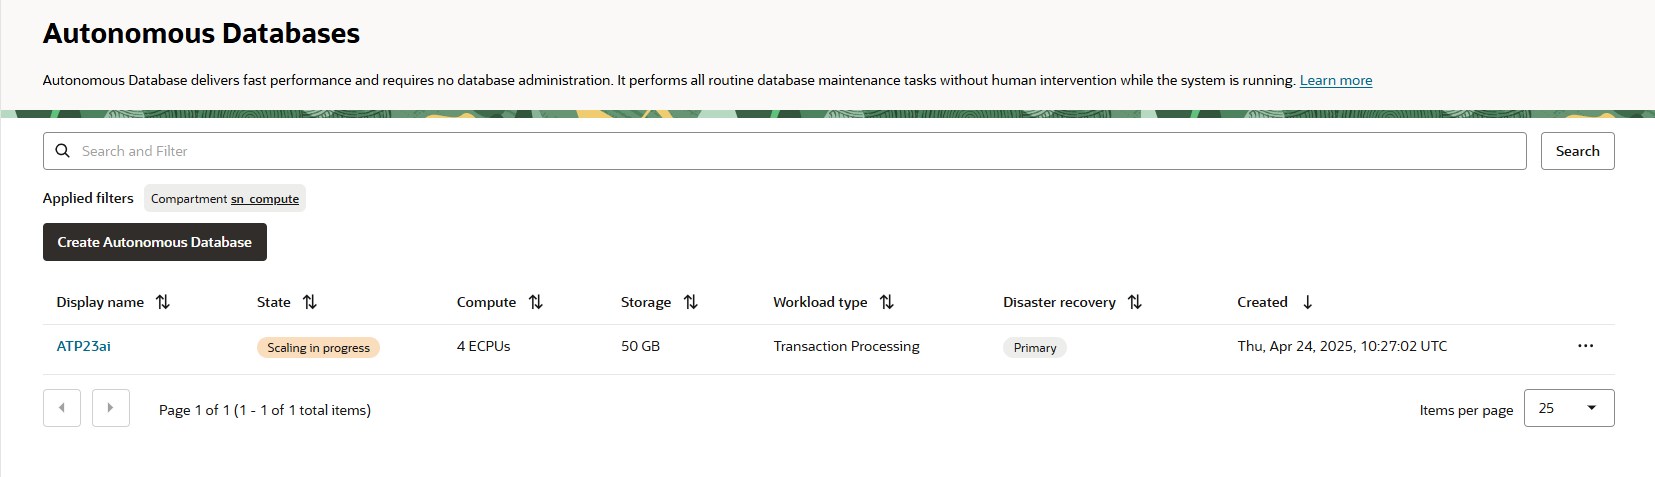 Autonomous Databases
Autonomous Database delivers fast performance and requires no database administration. It performs all routine database maintenance tasks without human intervention while the system is running. Learn more
Search and Filter
Search
Applied filters Compartment sn_compute
Create Autonomous Database
Display name State Compute Storage Workload type Disaster recovery Created
ATP23ai Scaling in progress 4 ECPUs 50 GB Transaction Processing Primary Thu, Apr 24, 2025, 10:27:02 UTC
Page 1 of 1 (1 - 1 of 1 total items) Items per page 25